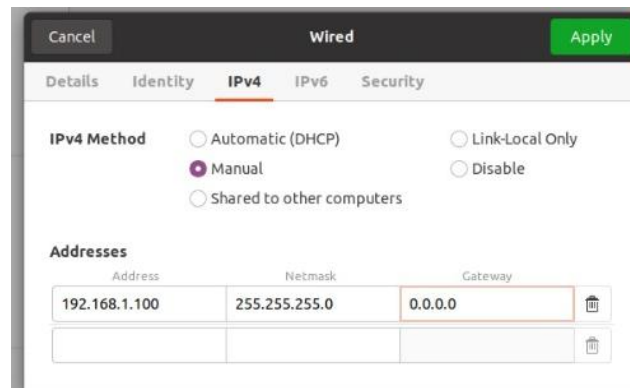 Cancel Wired Apply
Details Identity IPv4 IPv6 Security
IPv4 Method Automatic (DHCP) Link-Local Only
Manual Disable
Shared to other computers
Addresses
Address Netmask Gateway
192.168.1.100 255.255.255.0 0.0.0.0